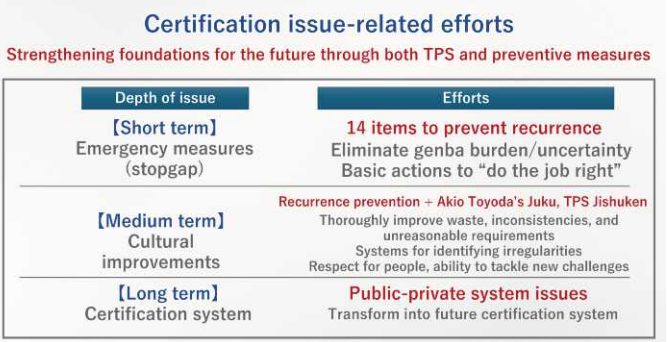 Certification issue-related efforts
Strengthening foundations for the future through both TPS and preventive measures
Depth of issue
Efforts
【Short term】
Emergency measures
(stopgap)
14 items to prevent recurrence
Eliminate genba burden/uncertainty
Basic actions to “do the job right”
【Medium term】
Cultural
improvements
Recurrence prevention + Akio Toyoda's Juku, TPS Jishuken
Thoroughly improve waste, inconsistencies, and
unreasonable requirements
Systems for identifying irregularities
Respect for people, ability to tackle new challenges
【Long term】
Certification system
Public-private system issues
Transform into future certification system